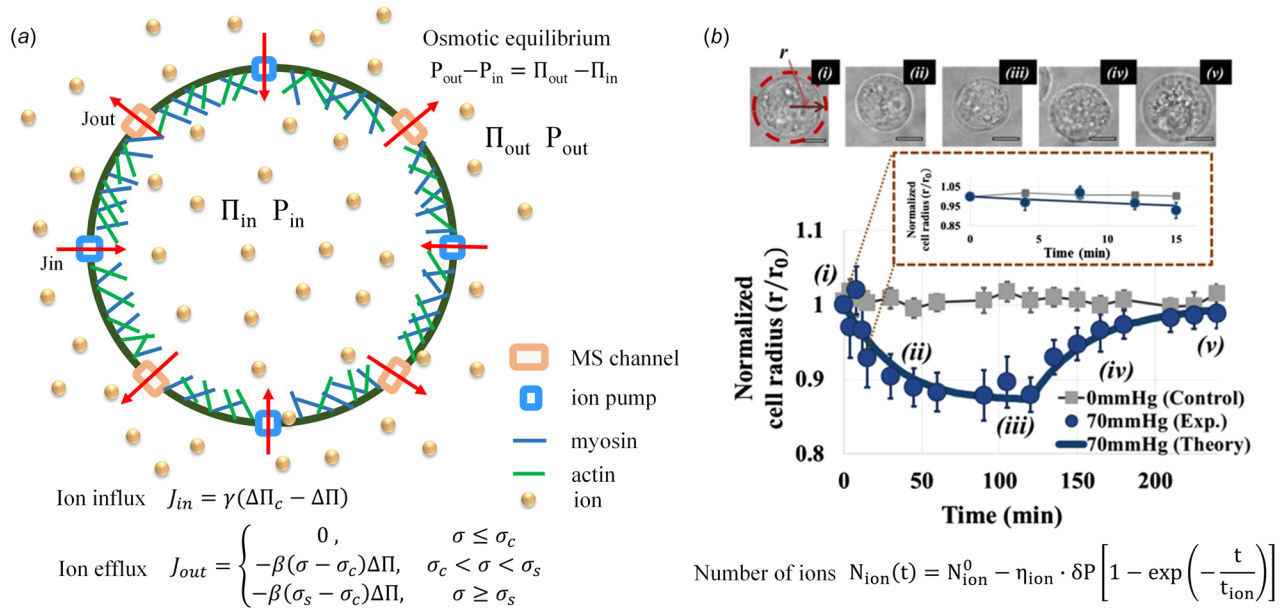 (a)
Osmotic equilibrium
P_out−P_in = Π_out −Π_in
Jout
Π_out P_out
Π_in P_in
Jin
MS channel
ion pump
myosin
actin
ion
Ion influx J_in = γ(ΔΠ_c − ΔΠ)
Ion efflux J_out = {
0 , σ ≤ σ_c
−β(σ − σ_c)ΔΠ, σ_c < σ < σ_s
−β(σ_s − σ_c)ΔΠ, σ ≥ σ_s
(b)
r
(i)
(ii)
(iii)
(iv)
(v)
Normalized
cell radius (r/r₀)
1.05
0.95
0.85
0 5 10 15
Time (min)
Normalized
cell radius (r/r₀)
1.1
1
0.9
0.8
(i)
(ii)
(iii)
(iv)
(v)
0mmHg (Control)
70mmHg (Exp.)
70mmHg (Theory)
0 50 100 150 200
Time (min)
Number of ions N_ion(t) = N⁰_ion − η_ion · δP [1 − exp (− t/t_ion)]